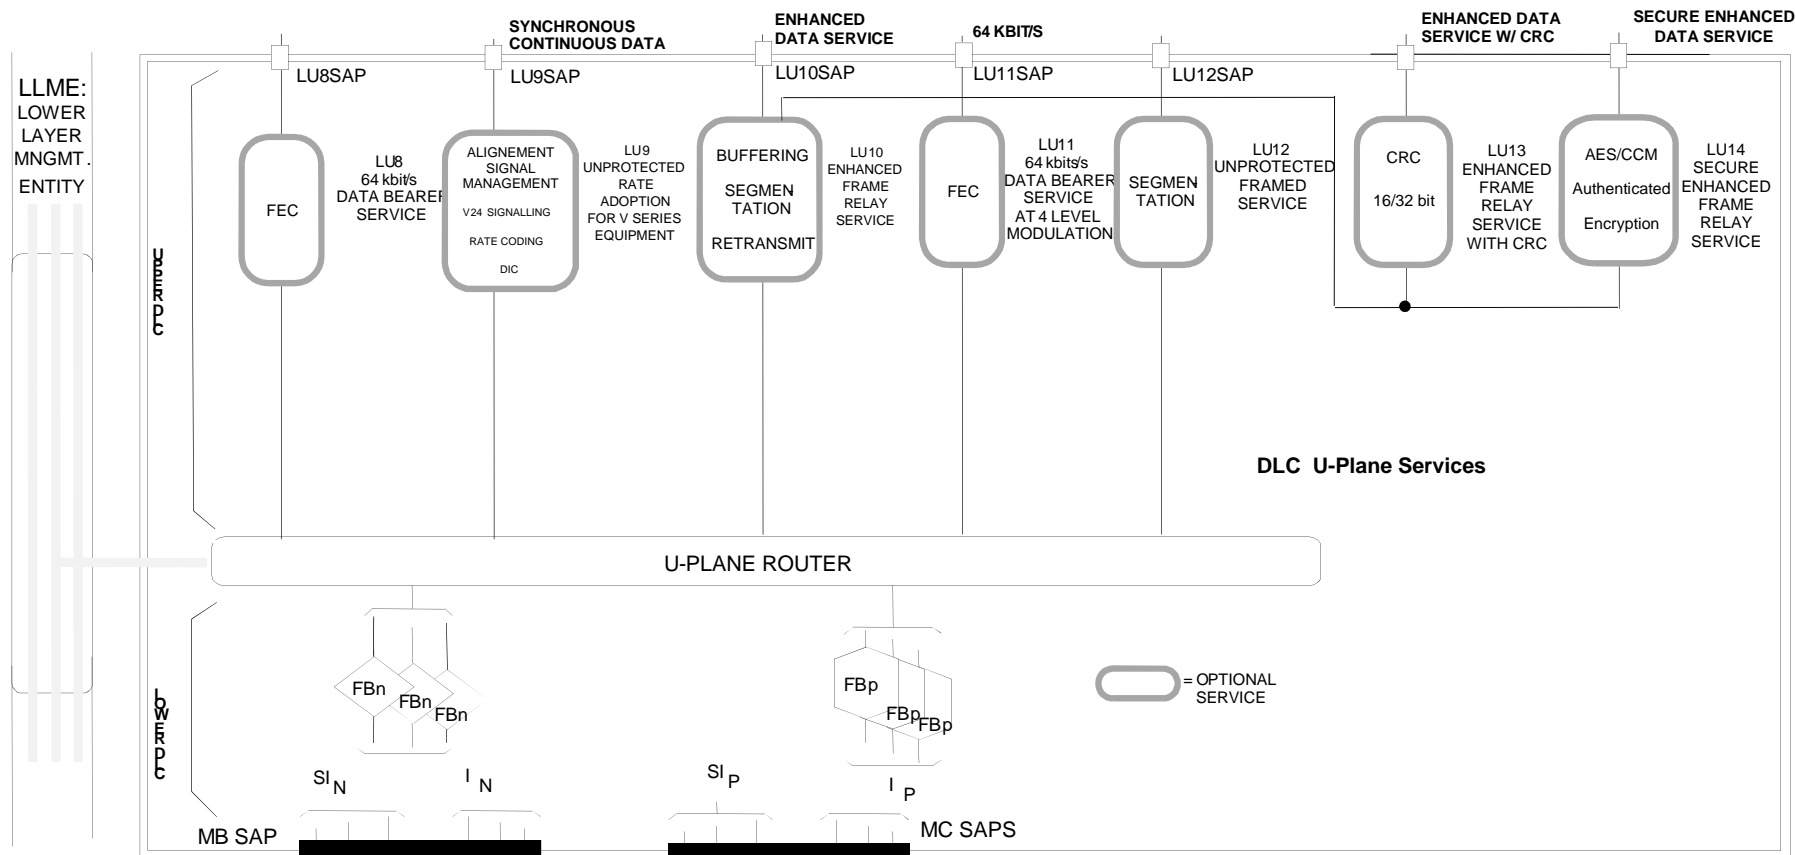 SYNCHRONOUS
CONTINUOUS DATA
ENHANCED
DATA SERVICE
64 KBIT/S
ENHANCED DATA
SERVICE W/ CRC
SECURE ENHANCED
DATA SERVICE
LU8SAP
LU9SAP
LU10SAP
LU11SAP
LU12SAP
LLME:
LOWER
LAYER
MNGMT.
ENTITY
UPPER DLC
FEC
LU8
64 kbit/s
DATA BEARER
SERVICE
ALIGNEMENT
SIGNAL
MANAGEMENT
V24 SIGNALLING
RATE CODING
DIC
LU9
UNPROTECTED
RATE
ADOPTION
FOR V SERIES
EQUIPMENT
BUFFERING
SEGMEN
TATION
RETRANSMIT
LU10
ENHANCED
FRAME
RELAY
SERVICE
FEC
LU11
64 kbits/s
DATA BEARER
SERVICE
AT 4 LEVEL
MODULATION
SEGMEN
TATION
LU12
UNPROTECTED
FRAMED
SERVICE
CRC
16/32 bit
LU13
ENHANCED
FRAME
RELAY
SERVICE
WITH CRC
AES/CCM
Authenticated
Encryption
LU14
SECURE
ENHANCED
FRAME
RELAY
SERVICE
DLC U-Plane Services
U-PLANE ROUTER
LOWER DLC
FBn
FBn
FBn
FBp
FBp
FBp
= OPTIONAL
SERVICE
SI N
I N
SI P
I P
MB SAP
MC SAPS